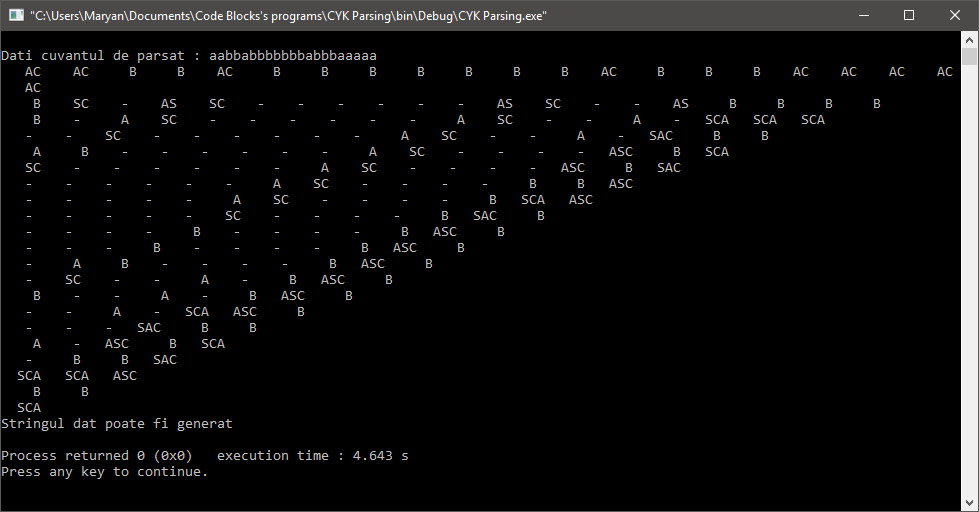 "C:\Users\Maryan\Documents\Code Blocks's programs\CYK Parsing\bin\Debug\CYK Parsing.exe"
Dati cuvantul de parsat : aabbabbbbbbbabbbaaaaa
AC AC B B AC B B B B B B B AC B B B AC AC AC AC
AC
B SC - AS SC - - - - - - AS SC - - AS B B B B
B - A SC - - - - - - A SC - - A - SCA SCA SCA
- - SC - - - - - - A SC - - A - SAC B B
A B - - - - - - A SC - - - - ASC B SCA
SC - - - - - - A SC - - - - ASC B SAC
- - - - - - A SC - - - - B B ASC
- - - - - A SC - - - - B SCA ASC
- - - - - SC - - - - B SAC B
- - - - B - - - - B ASC B
- - - B - - - - B ASC B
- A B - - - - B ASC B
- SC - - A - B ASC B
B - - A - B ASC B
- - A - SCA ASC B
- - - SAC B B
A - ASC B SCA
- B B SAC
SCA SCA ASC
B B
SCA
Stringul dat poate fi generat
Process returned 0 (0x0) execution time : 4.643 s
Press any key to continue.